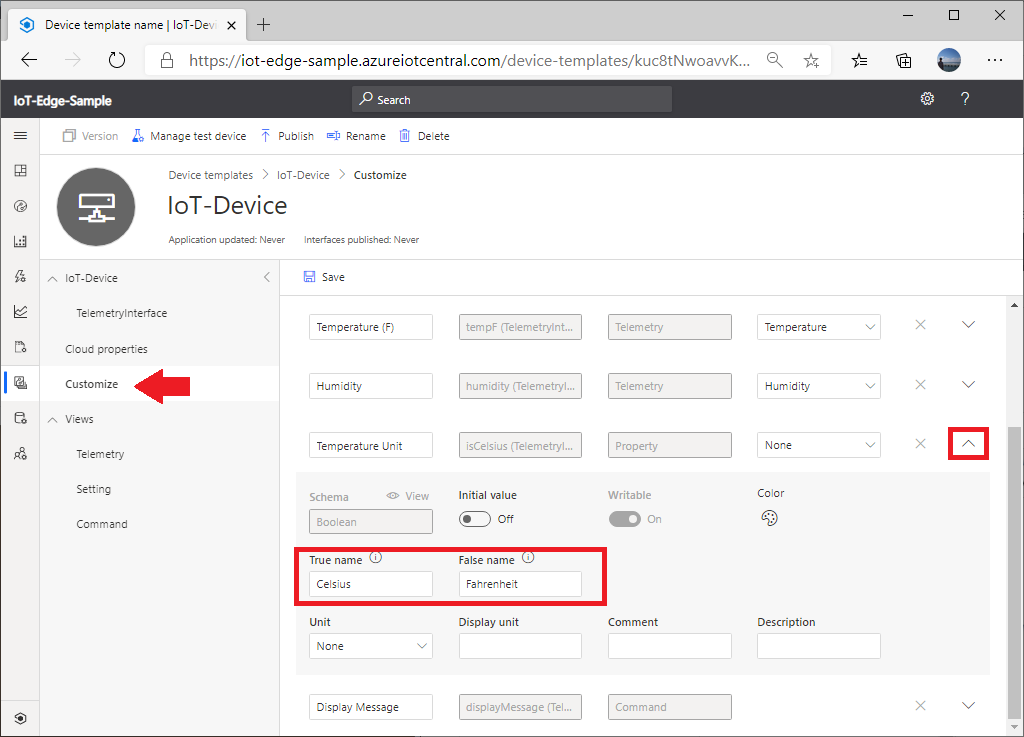 Device template name | IoT-Devi
https://iot-edge-sample.azureiotcentral.com/device-templates/kuc8tNwoavvK...
IoT-Edge-Sample
Search
?
Version
Manage test device
Publish
Rename
Delete
Device templates > IoT-Device > Customize
IoT-Device
Application updated: Never
Interfaces published: Never
IoT-Device
TelemetryInterface
Cloud properties
Customize
Views
Telemetry
Setting
Command
Save
Temperature (F)
tempF (TelemetryInt...
Telemetry
Temperature
Humidity
humidity (TelemetryI...
Telemetry
Humidity
Temperature Unit
isCelsius (TelemetryI...
Property
None
Schema
View
Initial value
Writable
Color
Boolean
Off
On
True name
False name
Celsius
Fahrenheit
Unit
Display unit
Comment
Description
None
Display Message
displayMessage (Tel...
Command